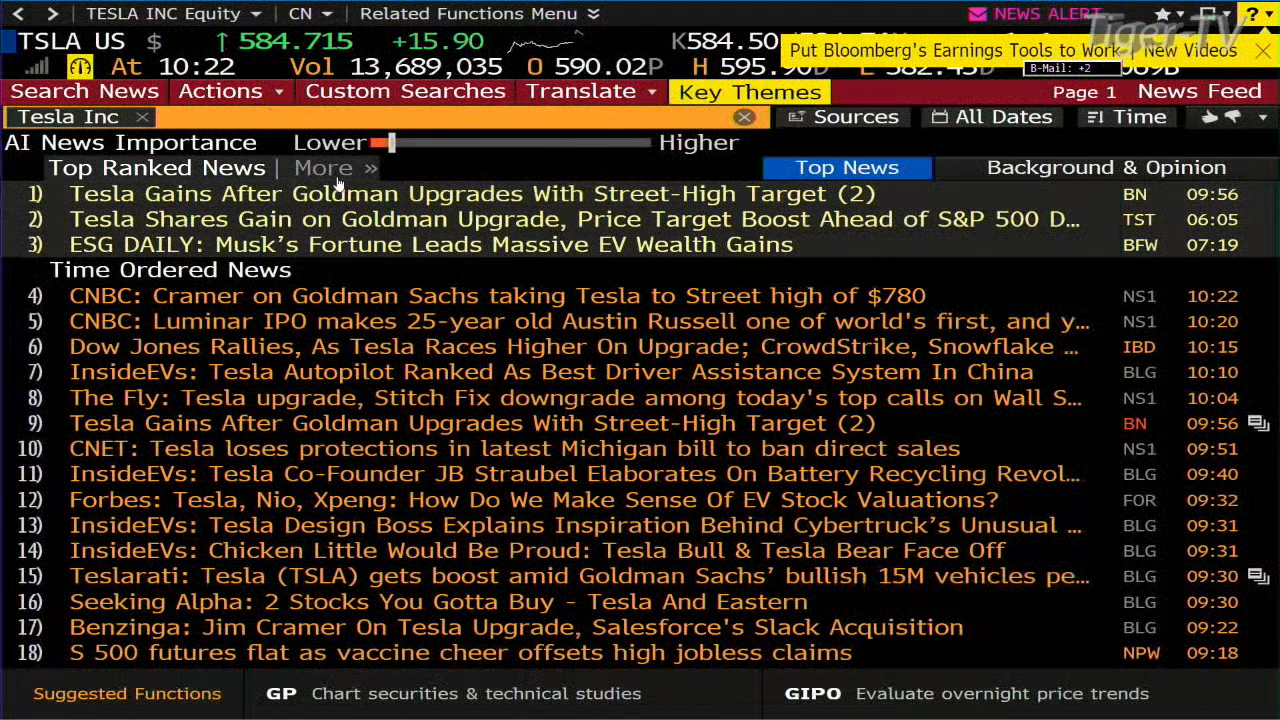 < > TESLA INC Equity CN Related Functions Menu NEWS ALERT ?
Tiger-TV
TSLA US $ ↑ 584.715 +15.90 K584.50
Put Bloomberg's Earnings Tools to Work | New Videos
At 10:22 Vol 13,689,035 O 590.02P H 595.90D
B-Mail: +2
Search News Actions Custom Searches Translate Key Themes Page 1 News Feed
Tesla Inc × Sources All Dates Time
AI News Importance Lower Higher
Top Ranked News | More » Top News Background & Opinion
1) Tesla Gains After Goldman Upgrades With Street-High Target (2) BN 09:56
2) Tesla Shares Gain on Goldman Upgrade, Price Target Boost Ahead of S&P 500 D... TST 06:05
3) ESG DAILY: Musk’s Fortune Leads Massive EV Wealth Gains BFW 07:19
Time Ordered News
4) CNBC: Cramer on Goldman Sachs taking Tesla to Street high of $780 NS1 10:22
5) CNBC: Luminar IPO makes 25-year old Austin Russell one of world's first, and y... NS1 10:20
6) Dow Jones Rallies, As Tesla Races Higher On Upgrade; CrowdStrike, Snowflake ... IBD 10:15
7) InsideEVs: Tesla Autopilot Ranked As Best Driver Assistance System In China BLG 10:10
8) The Fly: Tesla upgrade, Stitch Fix downgrade among today's top calls on Wall S... NS1 10:04
9) Tesla Gains After Goldman Upgrades With Street-High Target (2) BN 09:56
10) CNET: Tesla loses protections in latest Michigan bill to ban direct sales NS1 09:51
11) InsideEVs: Tesla Co-Founder JB Straubel Elaborates On Battery Recycling Revol... BLG 09:40
12) Forbes: Tesla, Nio, Xpeng: How Do We Make Sense Of EV Stock Valuations? FOR 09:32
13) InsideEVs: Tesla Design Boss Explains Inspiration Behind Cybertruck’s Unusual ... BLG 09:31
14) InsideEVs: Chicken Little Would Be Proud: Tesla Bull & Tesla Bear Face Off BLG 09:31
15) Teslarati: Tesla (TSLA) gets boost amid Goldman Sachs’ bullish 15M vehicles pe... BLG 09:30
16) Seeking Alpha: 2 Stocks You Gotta Buy - Tesla And Eastern BLG 09:30
17) Benzinga: Jim Cramer On Tesla Upgrade, Salesforce's Slack Acquisition BLG 09:22
18) S 500 futures flat as vaccine cheer offsets high jobless claims NPW 09:18
Suggested Functions GP Chart securities & technical studies GIPO Evaluate overnight price trends